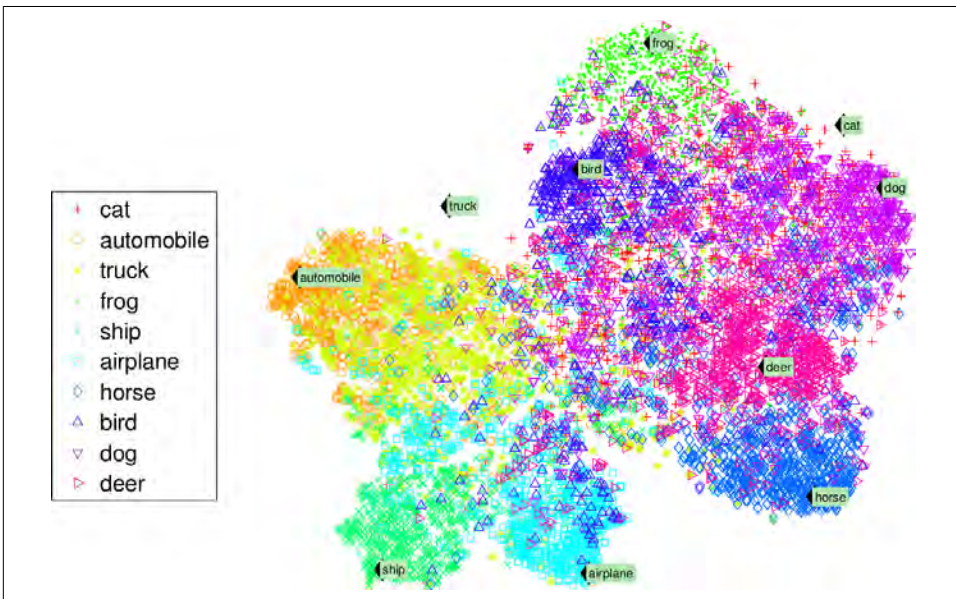 frog
cat
bird
dog
truck
automobile
deer
horse
ship
airplane
cat
automobile
truck
frog
ship
airplane
horse
bird
dog
deer